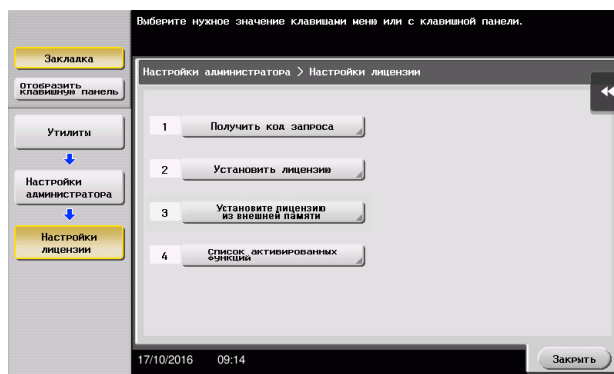 Выберите нужное значение клавишами меню или с клавишной панели.
Закладка
Отобразить
клавишную панель
Настройки администратора > Настройки лицензии
Утилиты
Настройки
администратора
Настройки
лицензии
1 Получить код запроса
2 Установить лицензию
3 Установите лицензию
из внешней памяти
4 Список активированных
функций
17/10/2016 09:14
Закрыть